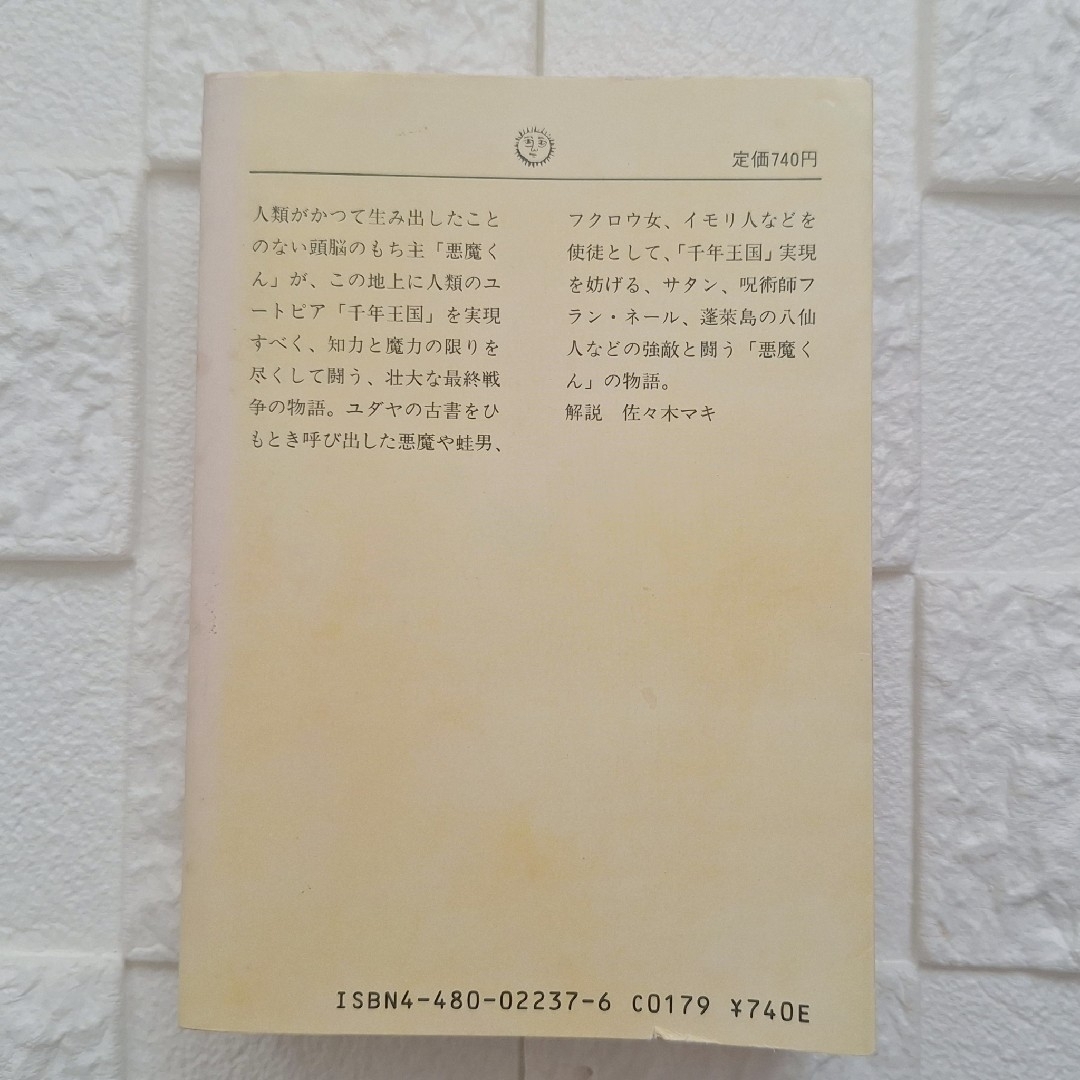 定価740円
人類がかつて生み出したこと
のない頭脳のもち主「悪魔く
ん」が、この地上に人類のユ
ートピア「千年王国」を実現
すべく、知力と魔力の限りを
尽くして闘う、壮大な最終戦
争の物語。ユダヤの古書をひ
もとき呼び出した悪魔や蛙男、
フクロウ女、イモリ人などを
使徒として、「千年王国」実現
を妨げる、サタン、呪術師フ
ラン・ネール、蓬萊島の八仙
人などの強敵と闘う「悪魔く
ん」の物語。
解説　佐々木マキ
ISBN4-480-02237-6 C0179 ¥740E